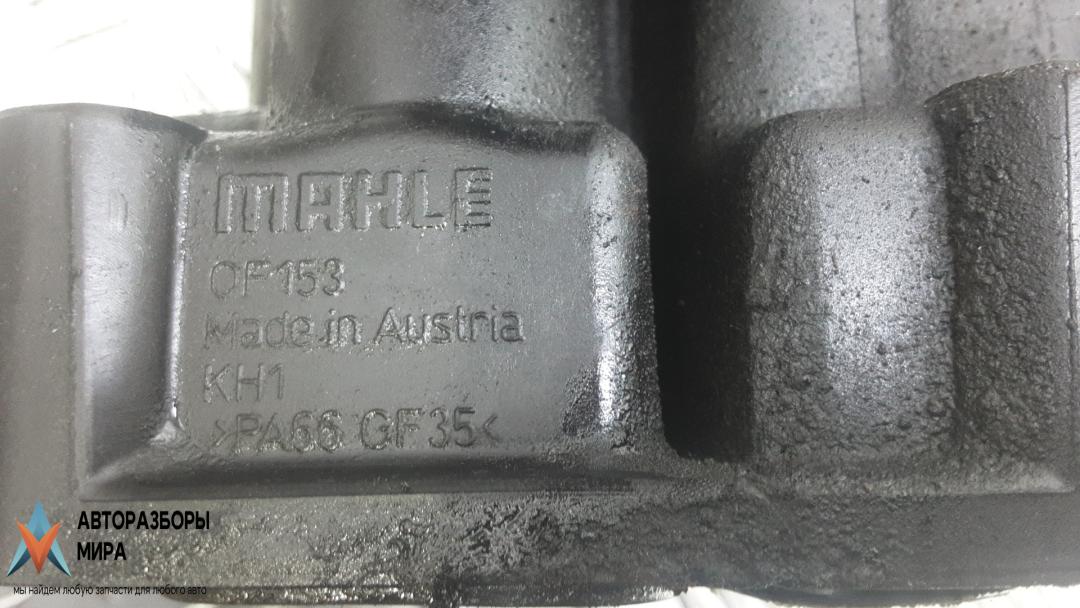 MAHLE
OF153
Made in Austria
KH1
>PA66 GF35<
АВТОРАЗБОРЫ
МИРА
мы найдем любую запчасти для любого авто